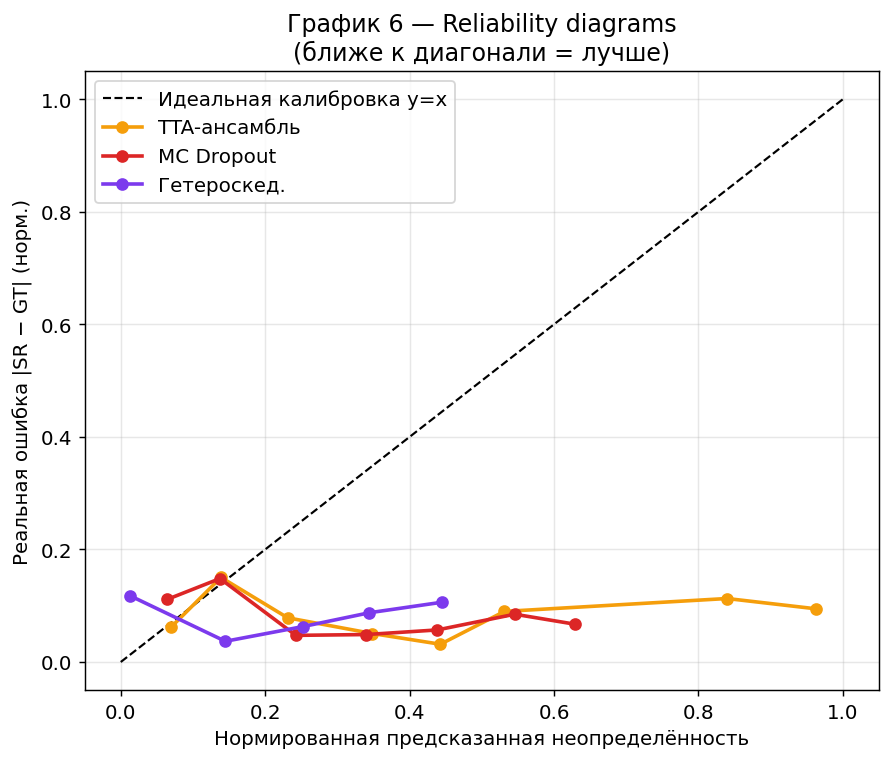 График 6 — Reliability diagrams
(ближе к диагонали = лучше)
Идеальная калибровка y=x
TTA-ансамбль
MC Dropout
Гетероскед.
Реальная ошибка |SR − GT| (норм.)
1.0
0.8
0.6
0.4
0.2
0.0
0.0 0.2 0.4 0.6 0.8 1.0
Нормированная предсказанная неопределённость